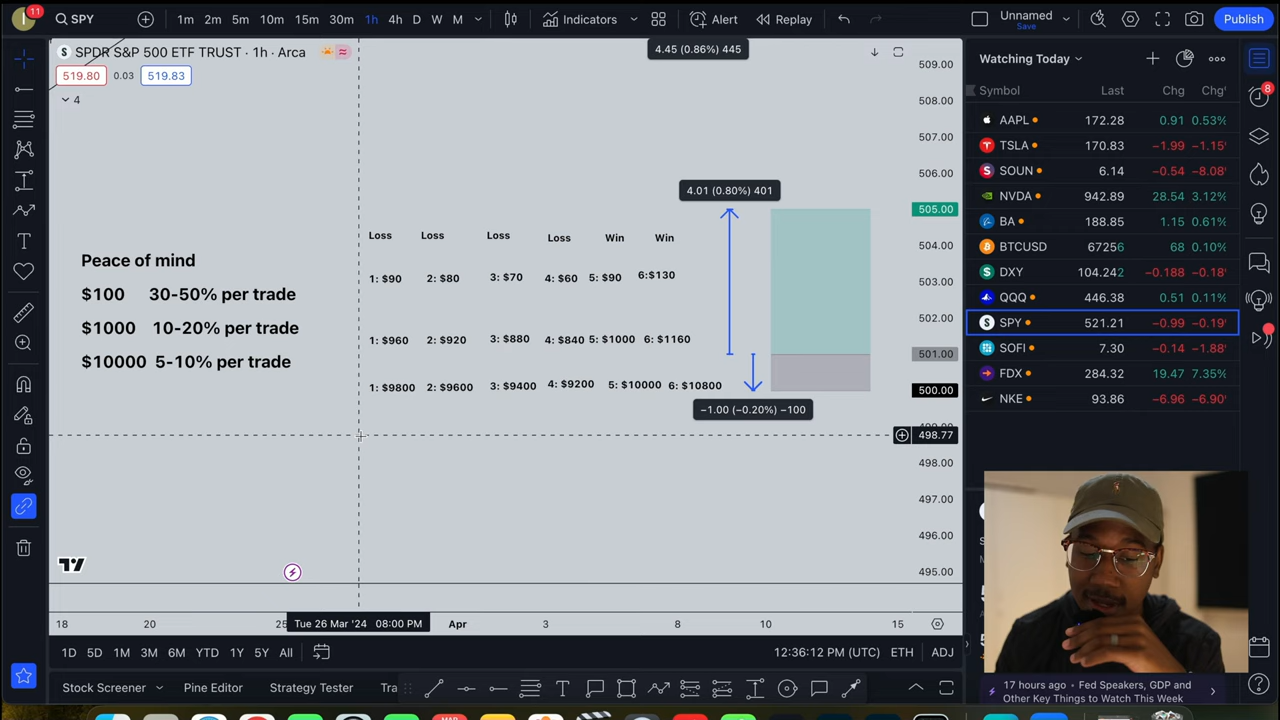 11
I
SPY
1m 2m 5m 10m 15m 30m 1h 4h D W M
Indicators
Alert
Replay
Unnamed
Save
Publish
S SPDR S&P 500 ETF TRUST · 1h · Arca
519.80 0.03 519.83
4
4.45 (0.86%) 445
4.01 (0.80%) 401
Loss Loss Loss Loss Win Win
Peace of mind
$100 30-50% per trade
$1000 10-20% per trade
$10000 5-10% per trade
1: $90 2: $80 3: $70 4: $60 5: $90 6:$130
1: $960 2: $920 3: $880 4: $840 5: $1000 6: $1160
1: $9800 2: $9600 3: $9400 4: $9200 5: $10000 6: $10800
−1.00 (−0.20%) −100
509.00
508.00
507.00
506.00
505.00
504.00
503.00
502.00
501.00
500.00
498.77
498.00
497.00
496.00
495.00
18 20 25 Tue 26 Mar '24 08:00 PM Apr 3 8 10 15
1D 5D 1M 3M 6M YTD 1Y 5Y All
12:36:12 PM (UTC) ETH ADJ
Stock Screener Pine Editor Strategy Tester Tra
Watching Today
Symbol Last Chg Chg
AAPL 172.28 0.91 0.53%
TSLA 170.83 −1.99 −1.15
SOUN 6.14 −0.54 −8.08
NVDA 942.89 28.54 3.12%
BA 188.85 1.15 0.61%
BTCUSD 67256 68 0.10%
DXY 104.242 −0.188 −0.18
QQQ 446.38 0.51 0.11%
SPY 521.21 −0.99 −0.19
SOFI 7.30 −0.14 −1.88
FDX 284.32 19.47 7.35%
NKE 93.86 −6.96 −6.90
8
17 hours ago • Fed Speakers, GDP and
Other Key Things to Watch This Week